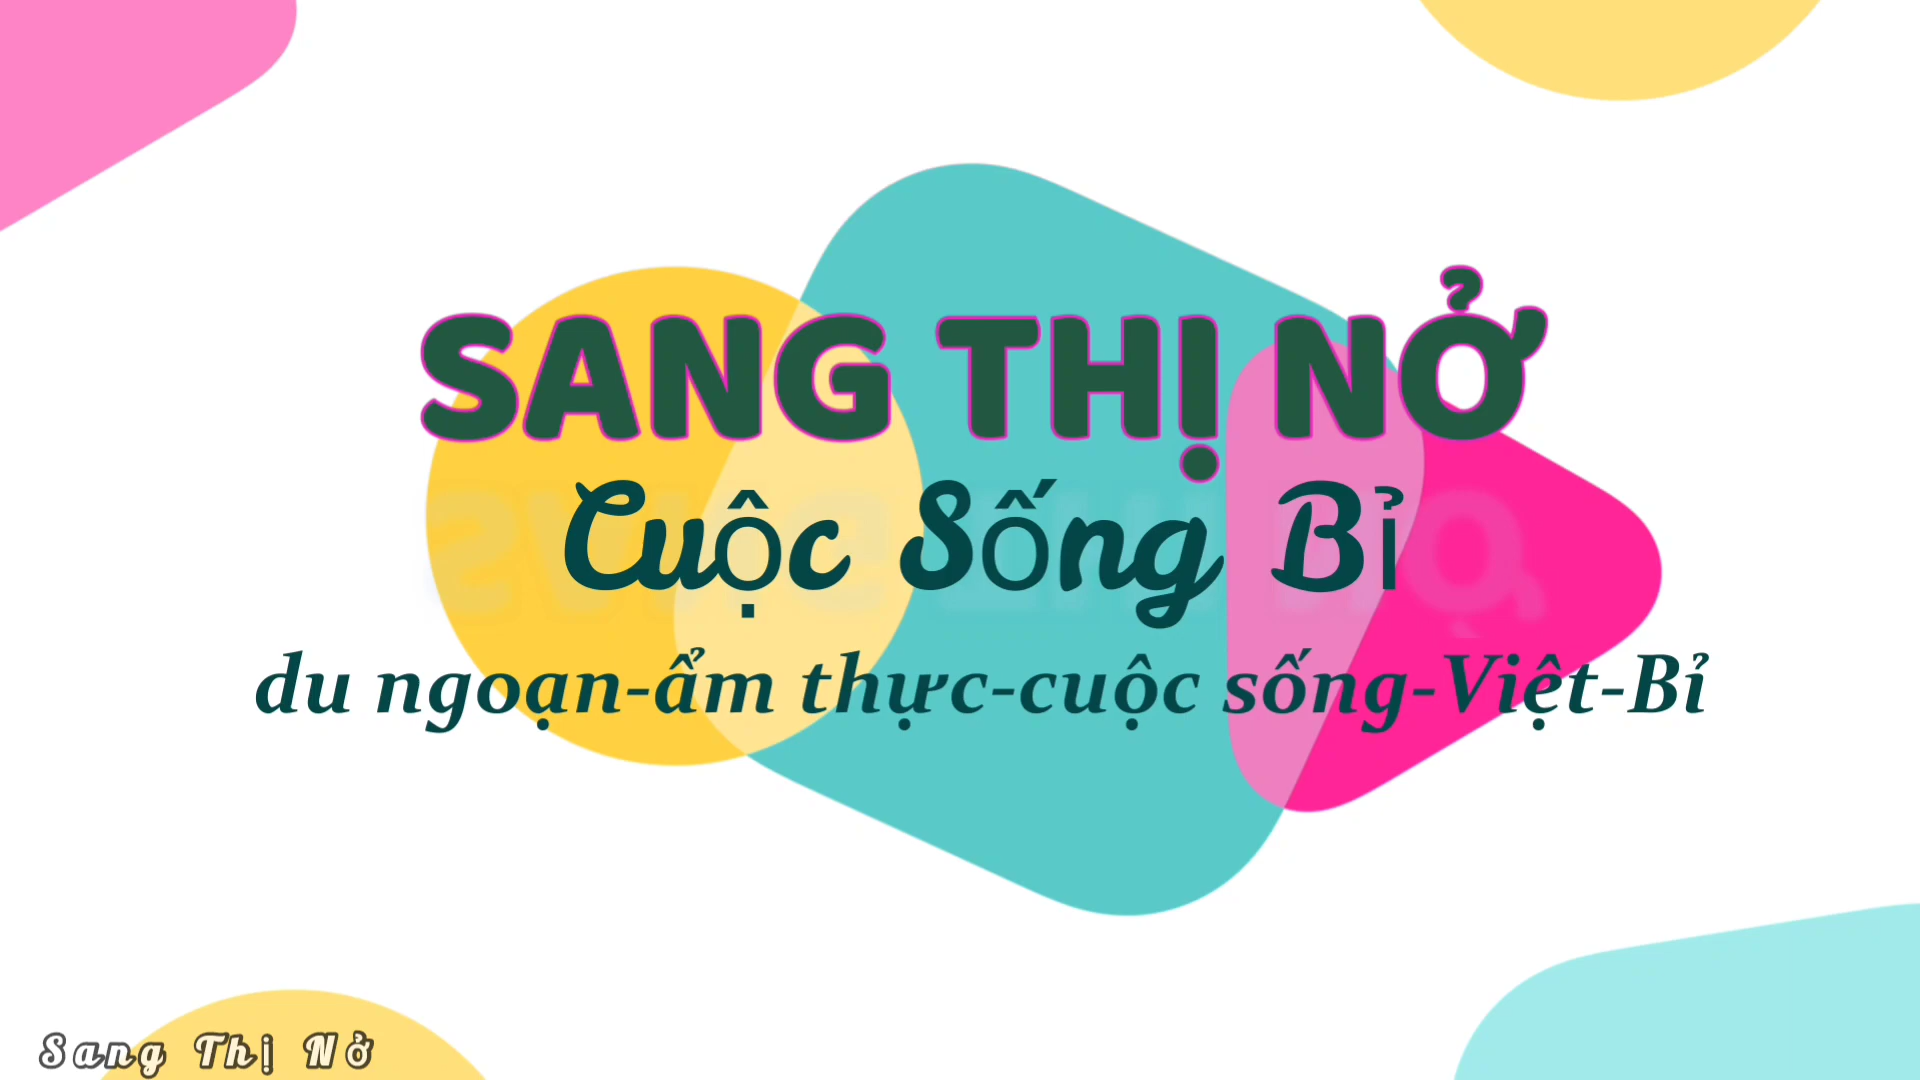 SANG THỊ NỞ
Cuộc Sống Bỉ
du ngoạn-ẩm thực-cuộc sống-Việt-Bỉ
Sang Thị Nở